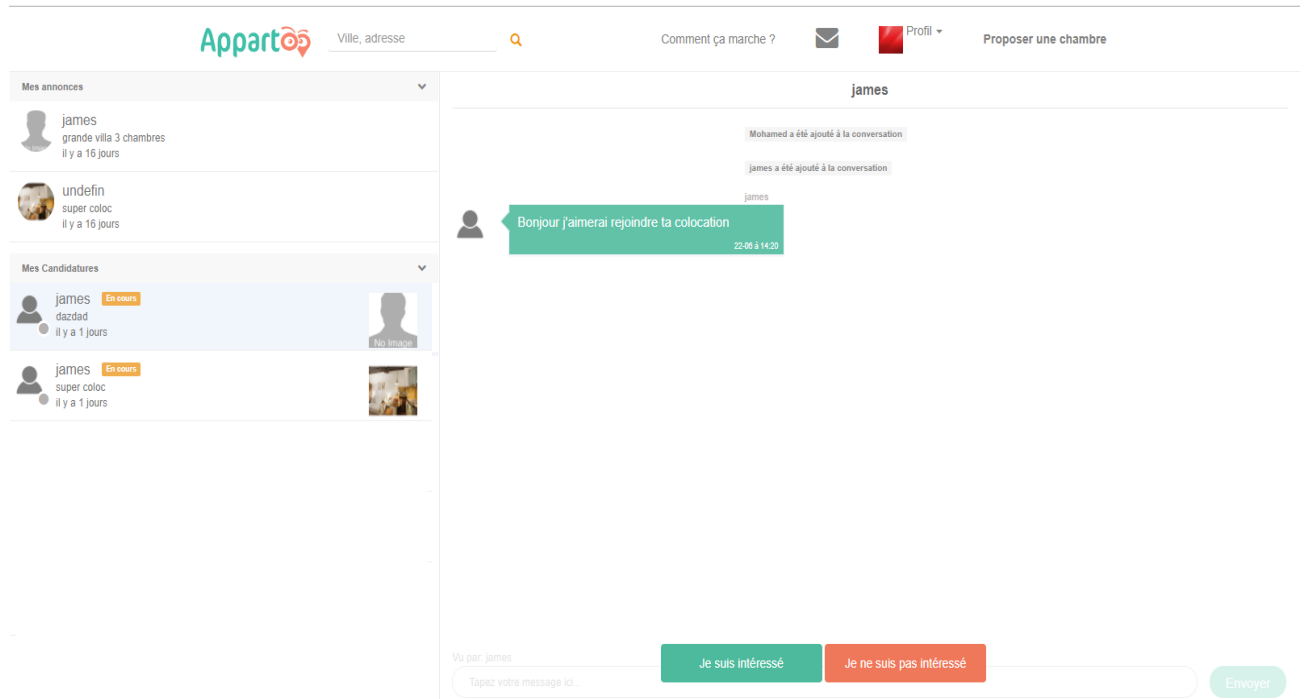 Appartoo
Ville, adresse
Comment ça marche ?
Profil
Proposer une chambre
Mes annonces
james
grande villa 3 chambres
il y a 16 jours
No Image
undefin
super coloc
il y a 16 jours
Mes Candidatures
james En cours
dazdad
il y a 1 jours
No Image
james En cours
super coloc
il y a 1 jours
james
Mohamed a été ajouté à la conversation
james a été ajouté à la conversation
james
Bonjour j'aimerai rejoindre ta colocation
22-06 à 14:20
Vu par: james
Je suis intéressé
Je ne suis pas intéressé
Tapez votre message ici...
Envoyer